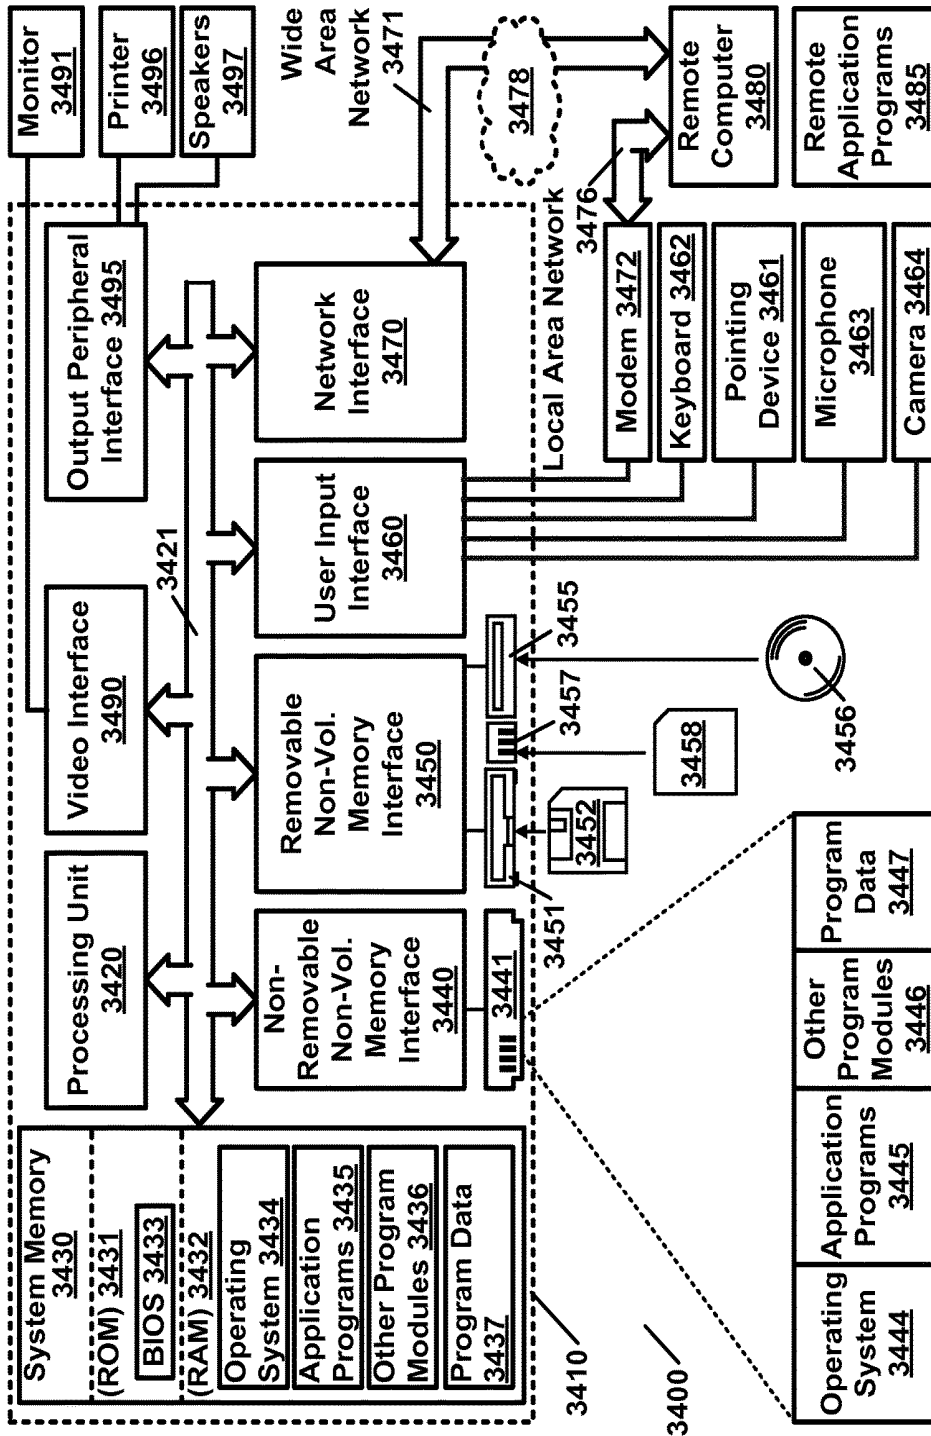 System Memory
3430
(ROM) 3431
BIOS 3433
(RAM) 3432
Operating
System 3434
Application
Programs 3435
Other Program
Modules 3436
Program Data
3437
Processing Unit
3420
Video Interface
3490
Output Peripheral
Interface 3495
Monitor
3491
Printer
3496
Speakers
3497
3421
Non-
Removable
Non-Vol.
Memory
Interface
3440
Removable
Non-Vol.
Memory
Interface
3450
User Input
Interface
3460
Network
Interface
3470
Wide
Area
Network
3471
3478
3441
3451
3452
3457
3455
3458
3456
Local Area Network
3476
Modem 3472
Keyboard 3462
Pointing
Device 3461
Microphone
3463
Camera 3464
Remote
Computer
3480
Remote
Application
Programs
3485
3410
3400
Operating
System
3444
Application
Programs
3445
Other
Program
Modules
3446
Program
Data
3447